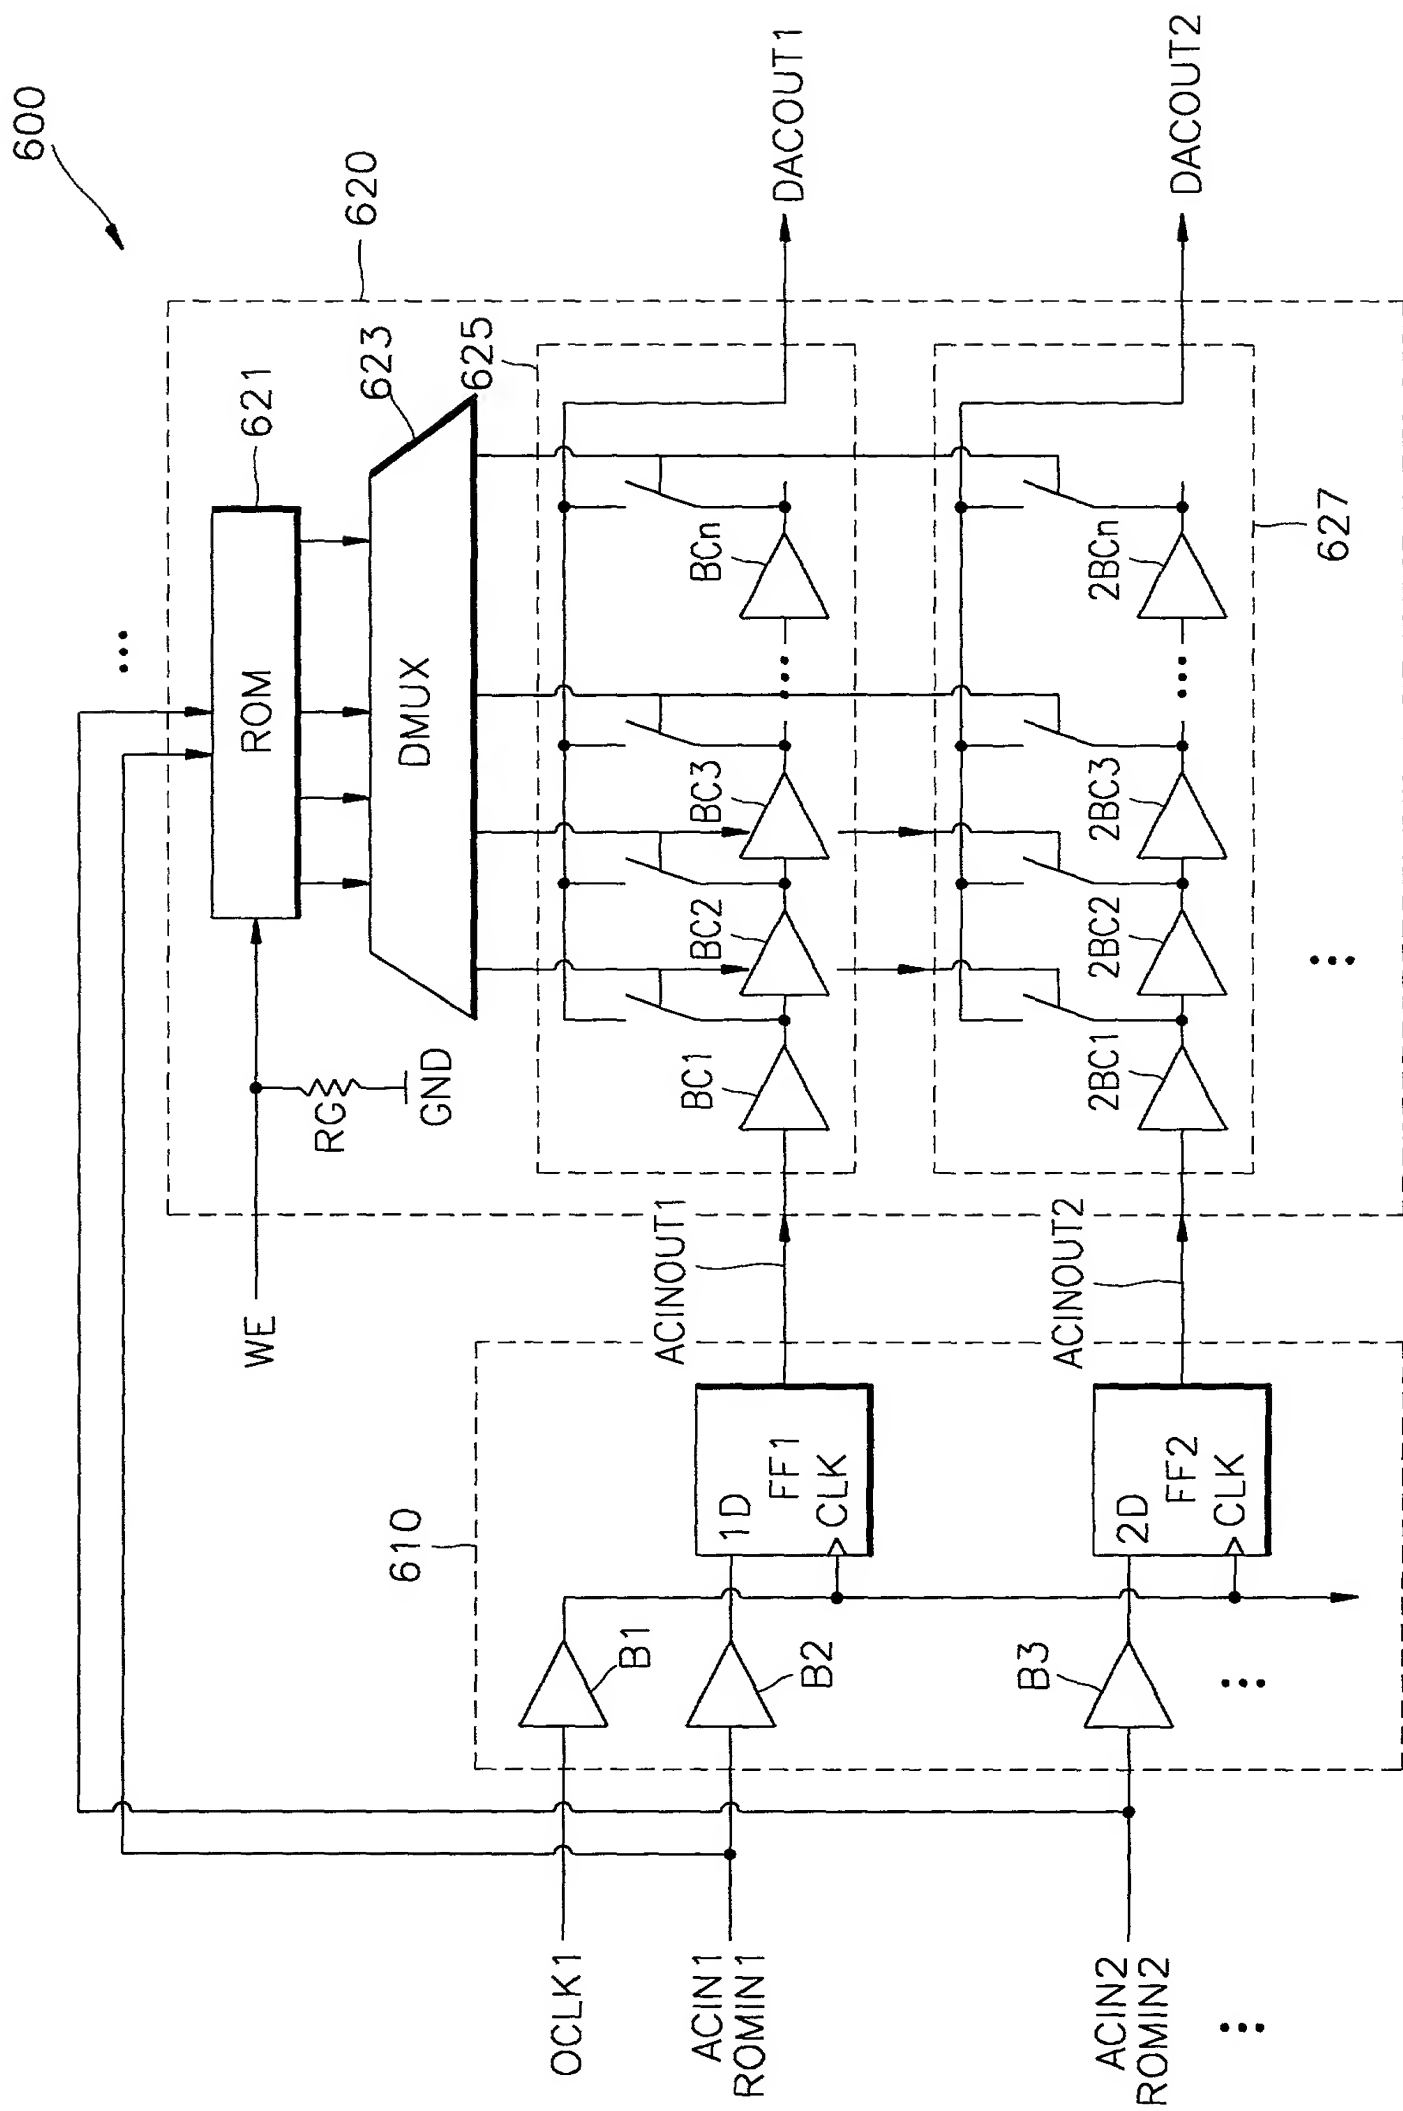 600
620
621
623
625
ROM
DMUX
WE
RG
GND
BC1
BC2
BC3
BCn
DACOUT1
ACINOUT1
610
OCLK1
B1
ACIN1
ROMIN1
B2
1D
FF1
CLK
2BC1
2BC2
2BC3
2BCn
DACOUT2
627
ACINOUT2
ACIN2
ROMIN2
B3
2D
FF2
CLK